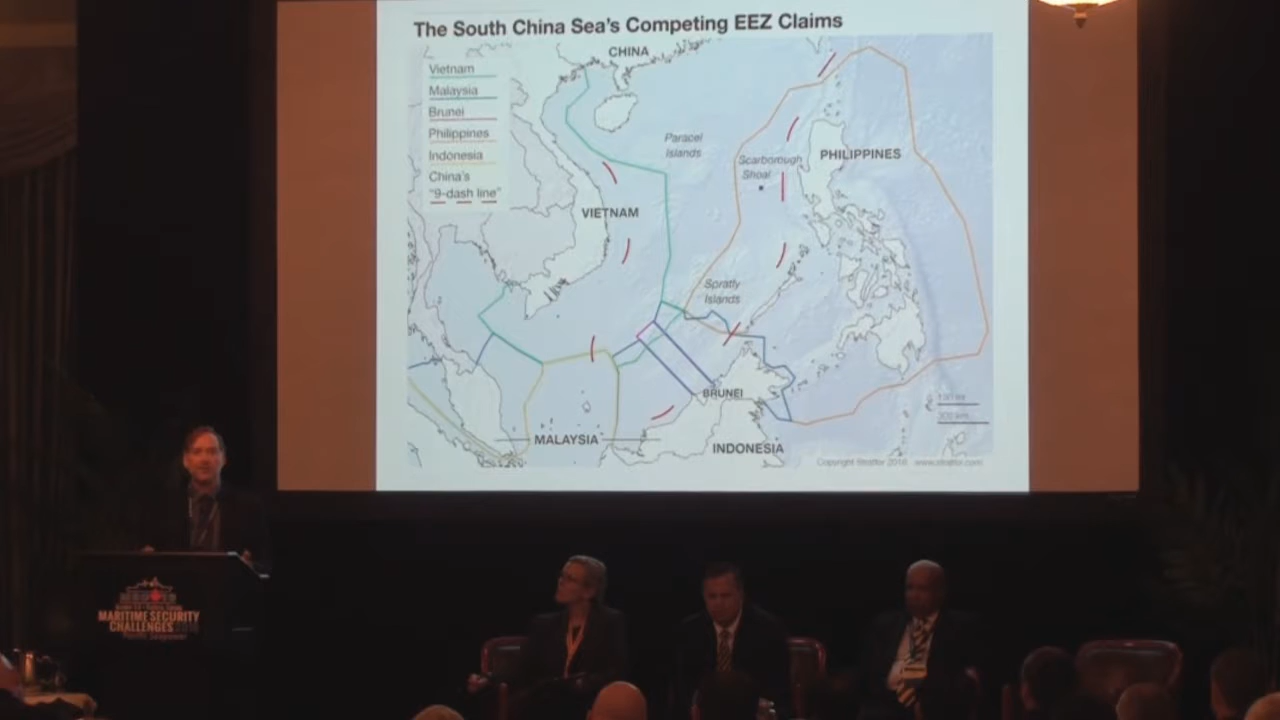 The South China Sea's Competing EEZ Claims
CHINA
Vietnam
Malaysia
Brunei
Philippines
Indonesia
China's
"9-dash line"
Paracel
Islands
Scarborough
Shoal
PHILIPPINES
VIETNAM
Spratly
Islands
BRUNEI
MALAYSIA
INDONESIA
Copyright Stratfor 2016 www.stratfor.com
MARITIME SECURITY
CHALLENGES